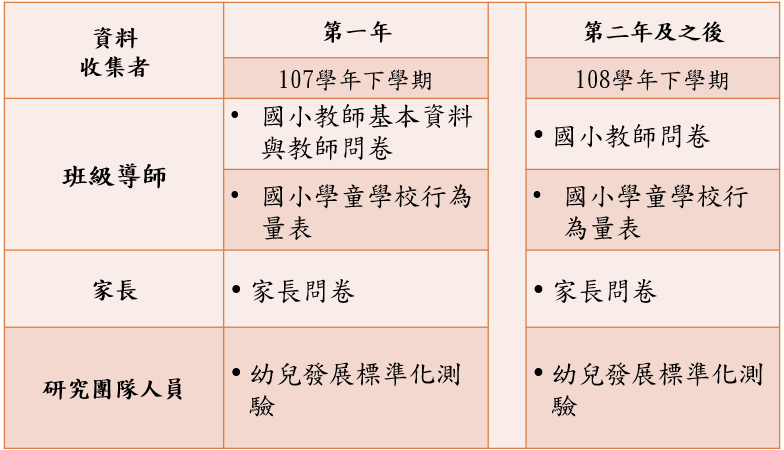 資料
收集者
第一年
第二年及之後
107學年下學期
108學年下學期
班級導師
• 國小教師基本資料
與教師問卷
• 國小教師問卷
• 國小學童學校行為
量表
• 國小學童學校行
為量表
家長
• 家長問卷
• 家長問卷
研究團隊人員
• 幼兒發展標準化測
驗
• 幼兒發展標準化測
驗